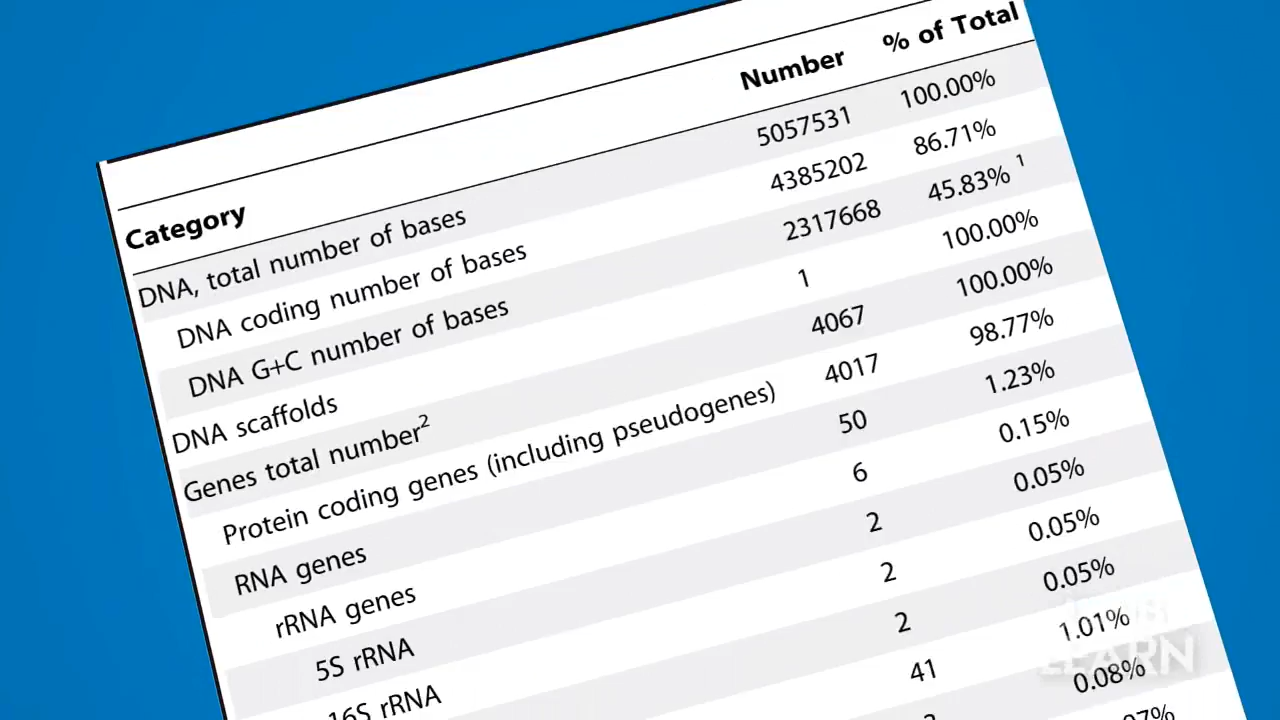 Category Number % of Total
DNA, total number of bases 5057531 100.00%
DNA coding number of bases 4385202 86.71%
DNA G+C number of bases 2317668 45.83% 1
DNA scaffolds 1 100.00%
Genes total number2 4067 100.00%
Protein coding genes (including pseudogenes) 4017 98.77%
RNA genes 50 1.23%
rRNA genes 6 0.15%
5S rRNA 2 0.05%
16S rRNA 2 0.05%
2 0.05%
41 1.01%
0.08%
LEARN